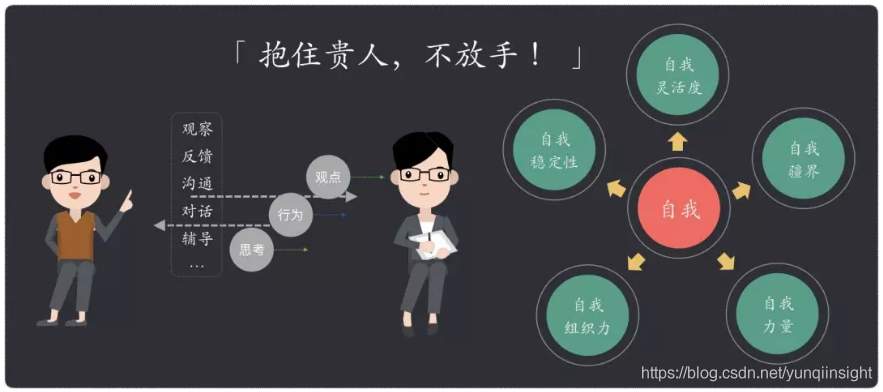 「 抱住贵人，不放手！ 」
观察
反馈
沟通
对话
辅导
...
观点
行为
思考
自我
灵活度
自我
稳定性
自我
疆界
自我
自我
组织力
自我
力量
https://blog.csdn.net/yunqiinsight